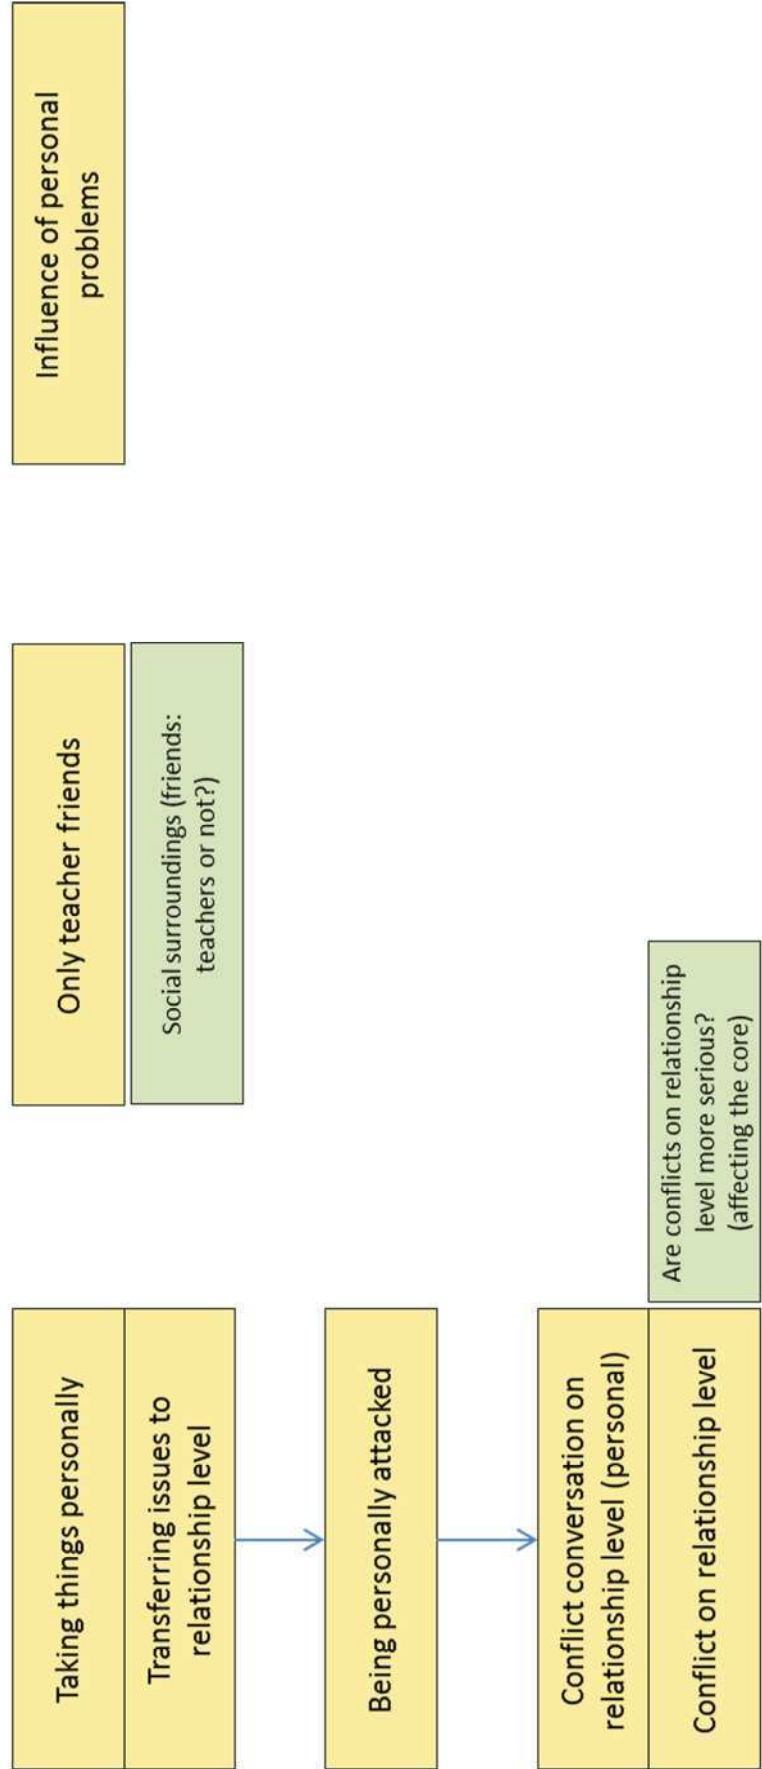 Taking things personally
Transferring issues to
relationship level
Being personally attacked
Conflict conversation on
relationship level (personal)
Conflict on relationship level
Are conflicts on relationship
level more serious?
(affecting the core)
Only teacher friends
Social surroundings (friends:
teachers or not?)
Influence of personal
problems